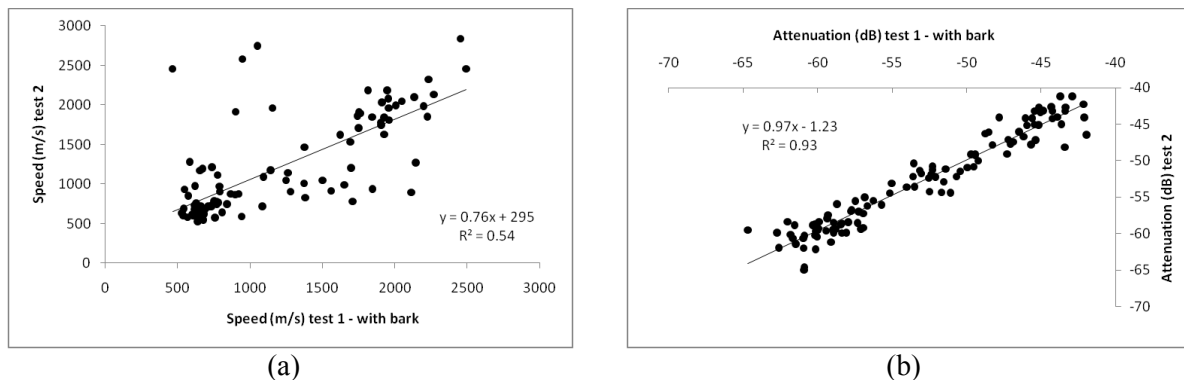 3000
2500
2000
1500
1000
500
0
Speed (m/s) test 2
y = 0.76x + 295
R² = 0.54
0 500 1000 1500 2000 2500 3000
Speed (m/s) test 1 - with bark
(a)
Attenuation (dB) test 1 - with bark
-70 -65 -60 -55 -50 -45 -40
-40
-45
-50
-55
-60
-65
-70
Attenuation (dB) test 2
y = 0.97x - 1.23
R² = 0.93
(b)